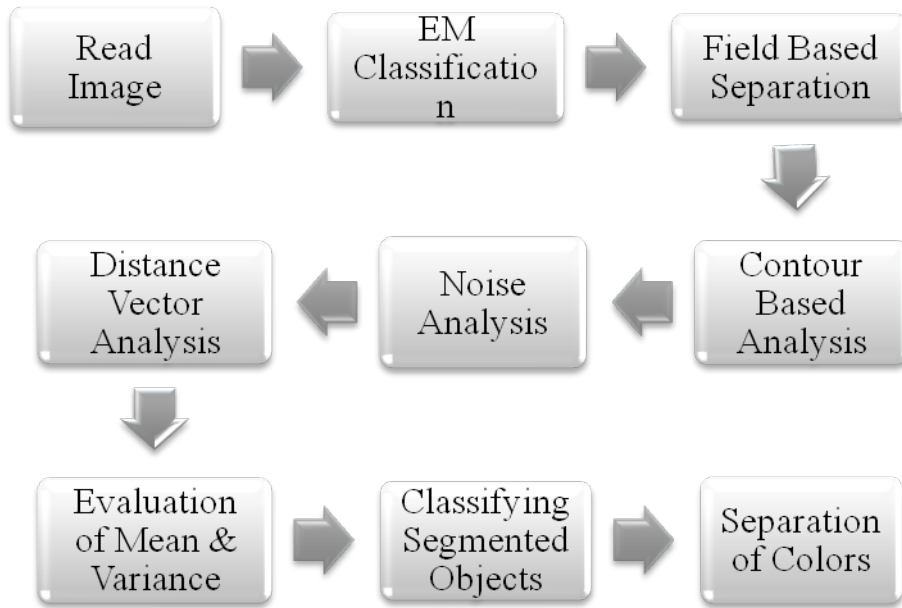 Read
Image
EM
Classificatio
n
Field Based
Separation
Contour
Based
Analysis
Noise
Analysis
Distance
Vector
Analysis
Evaluation
of Mean &
Variance
Classifying
Segmented
Objects
Separation
of Colors